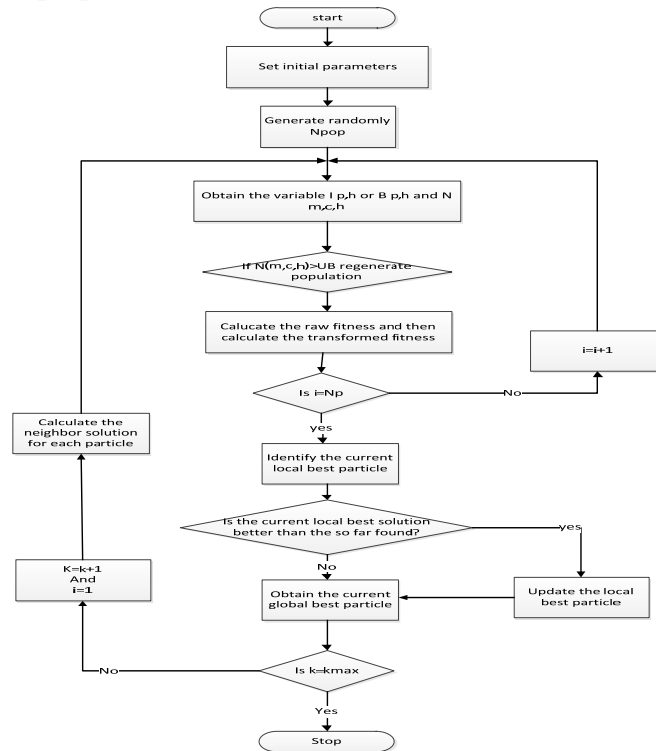 start
Set initial parameters
Generate randomly
Npop
Obtain the variable I p,h or B p,h and N
m,c,h
If N(m,c,h)>UB regenerate
population
Calucate the raw fitness and then
calculate the transformed fitness
i=i+1
Is i=Np
No
yes
Calculate the
neighbor solution
for each particle
Identify the current
local best particle
Is the current local best solution
better than the so far found?
yes
No
K=k+1
And
i=1
Obtain the current
global best particle
Update the local
best particle
Is k=kmax
No
Yes
Stop